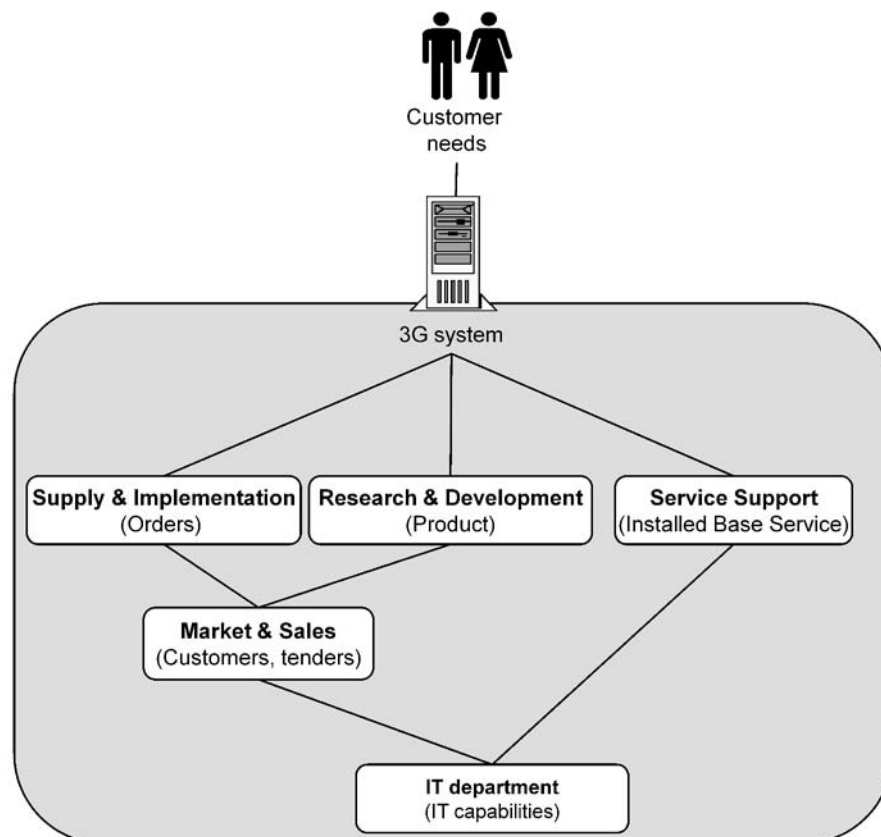 Customer
needs
3G system
Supply & Implementation
(Orders)
Research & Development
(Product)
Service Support
(Installed Base Service)
Market & Sales
(Customers, tenders)
IT department
(IT capabilities)